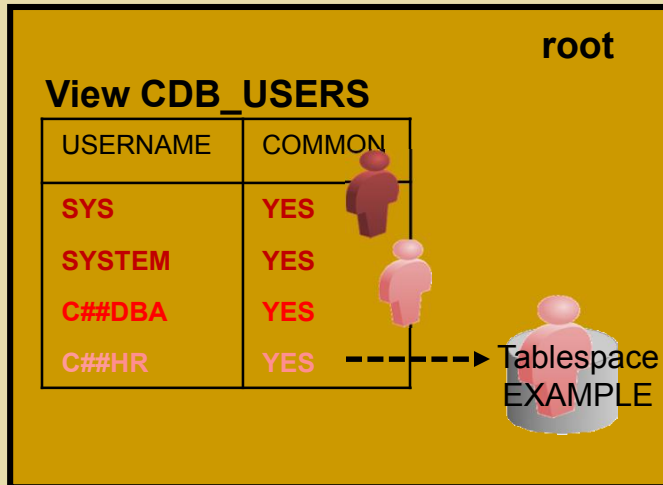 root
View CDB_USERS
USERNAME COMMON
SYS YES
SYSTEM YES
C##DBA YES
C##HR YES
Tablespace
EXAMPLE